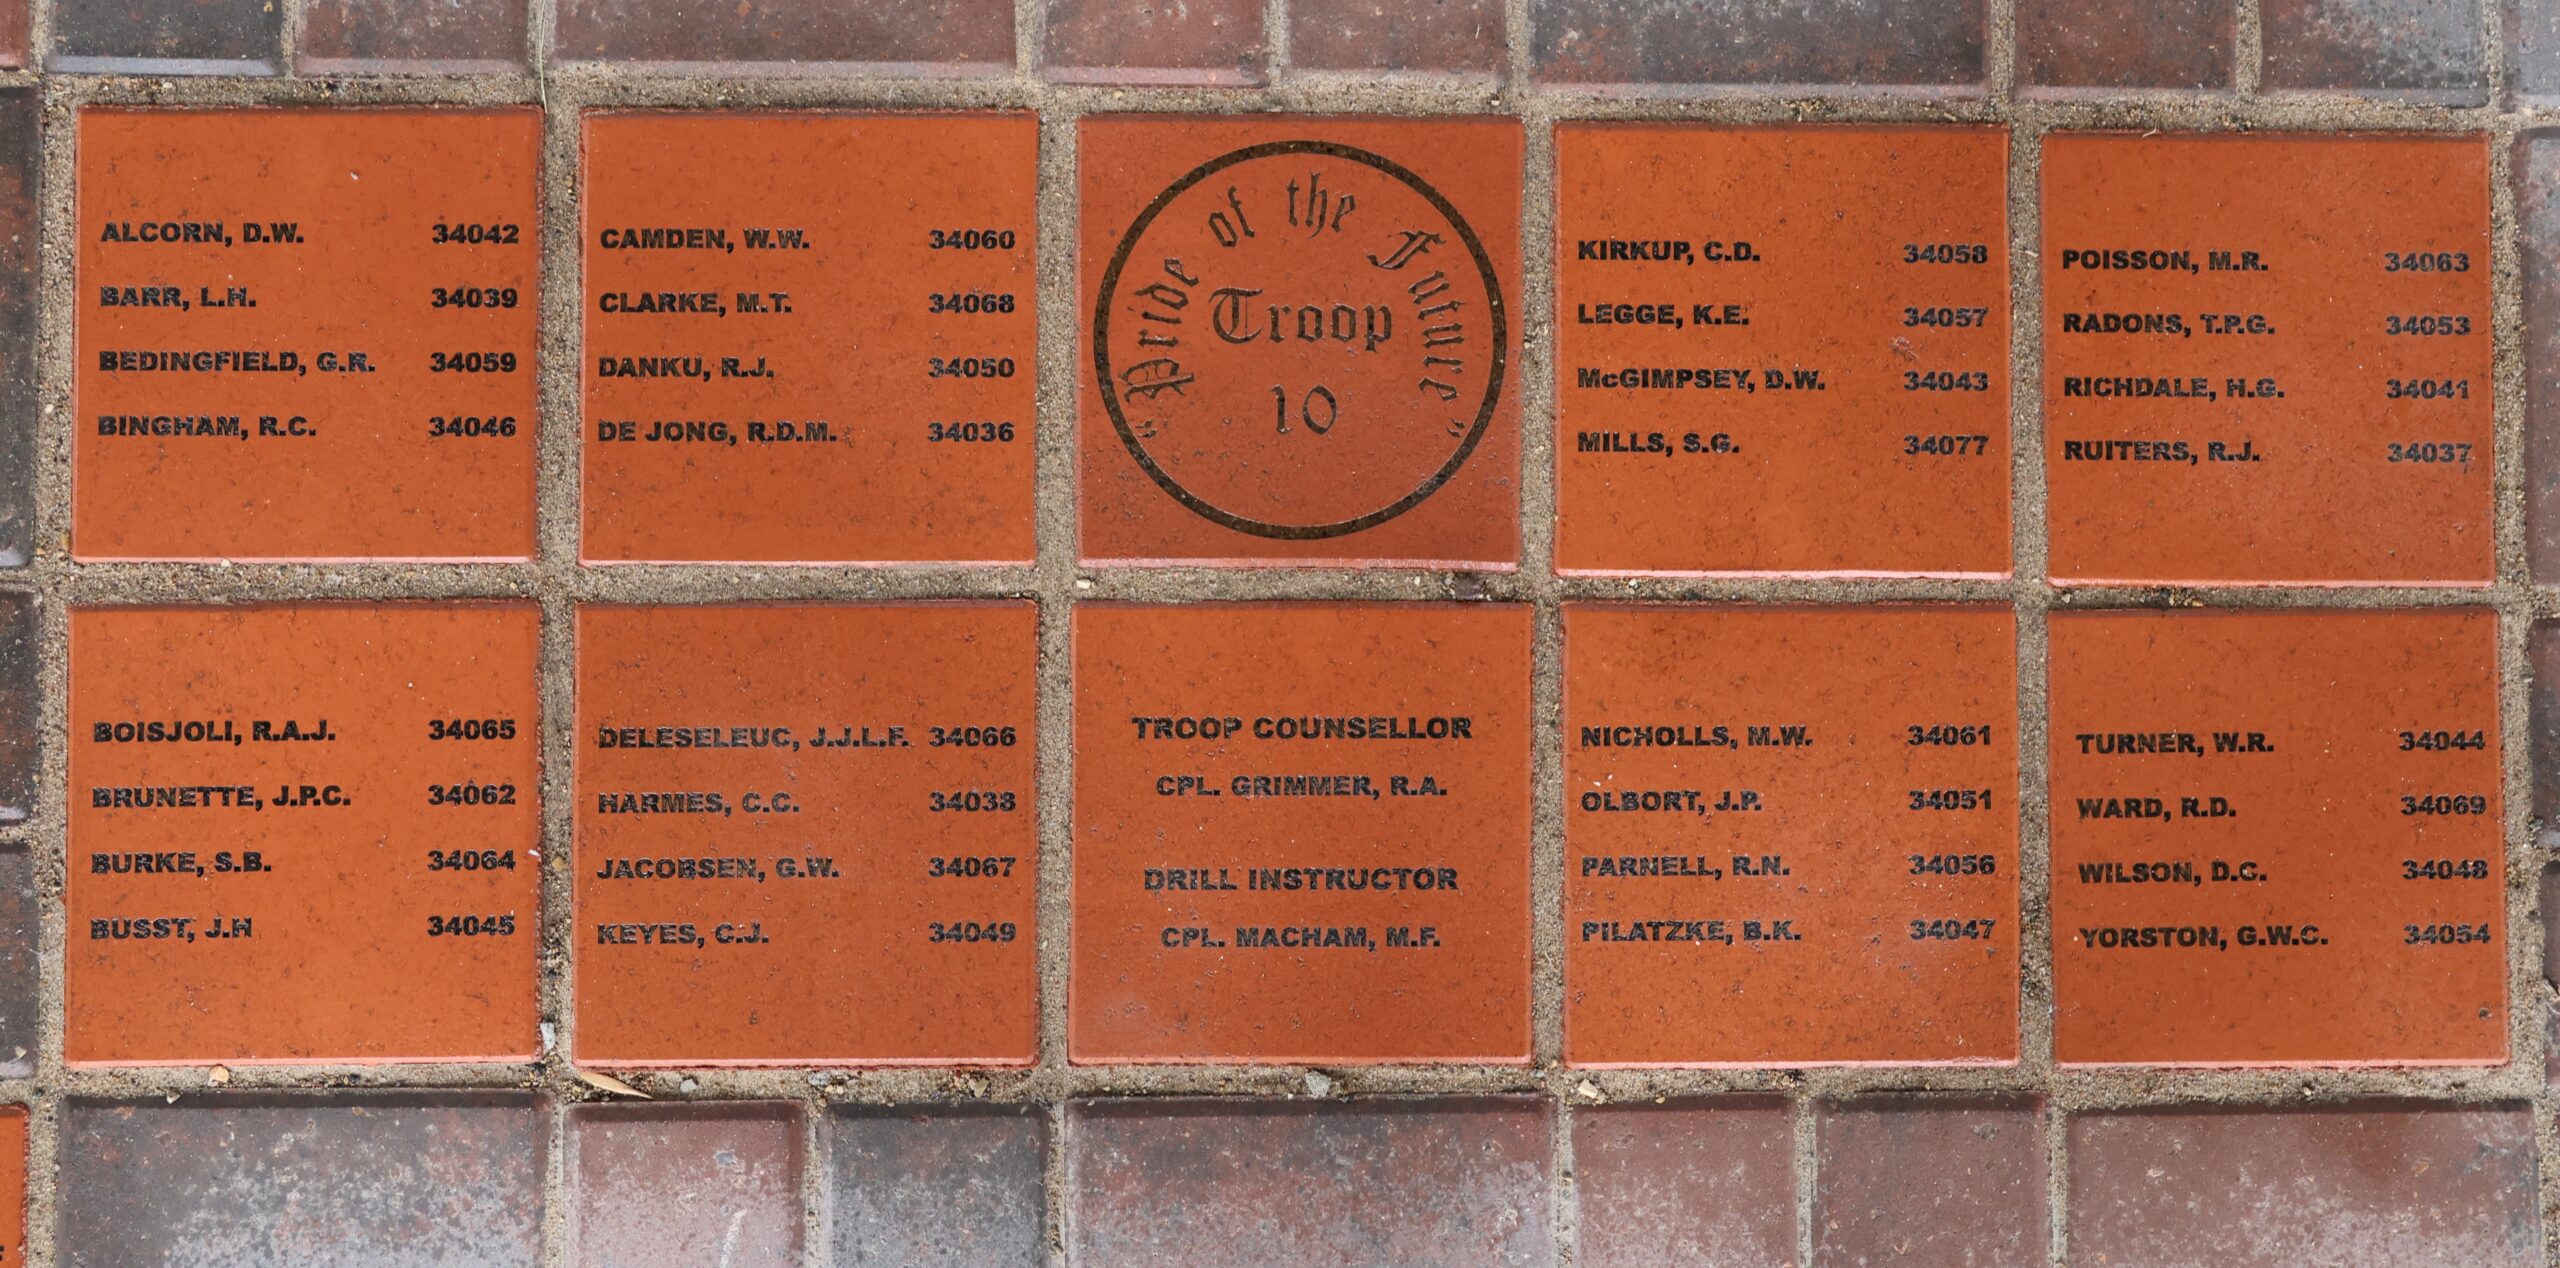 ALCORN, D.W. 34042
BARR, L.H. 34039
BEDINGFIELD, G.R. 34059
BINGHAM, R.C. 34046
CAMDEN, W.W. 34060
CLARKE, M.T. 34068
DANKU, R.J. 34050
DE JONG, R.D.M. 34036
"Pride of the Future"
Troop
10
KIRKUP, C.D. 34058
LEGGE, K.E. 34057
McGIMPSEY, D.W. 34043
MILLS, S.G. 34077
POISSON, M.R. 34063
RADONS, T.P.G. 34053
RICHDALE, H.G. 34041
RUITERS, R.J. 34037
BOISJOLI, R.A.J. 34065
BRUNETTE, J.P.C. 34062
BURKE, S.B. 34064
BUSST, J.H 34045
DELESELEUC, J.J.L.F. 34066
HARMES, C.C. 34038
JACOBSEN, G.W. 34067
KEYES, C.J. 34049
TROOP COUNSELLOR
CPL. GRIMMER, R.A.
DRILL INSTRUCTOR
CPL. MACHAM, M.F.
NICHOLLS, M.W. 34061
OLBORT, J.P. 34051
PARNELL, R.N. 34056
PILATZKE, B.K. 34047
TURNER, W.R. 34044
WARD, R.D. 34069
WILSON, D.C. 34048
YORSTON, G.W.C. 34054